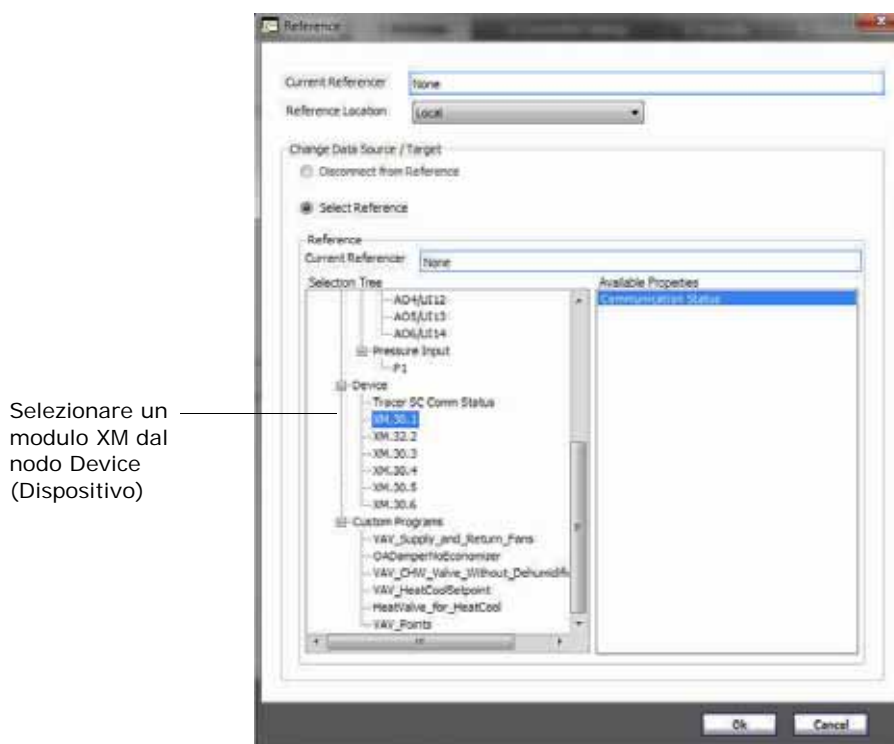 Reference
Current Referencer
None
Reference Location
Local
Change Data Source / Target
Disconnect from Reference
Select Reference
Reference
Current Referencer
None
Selection Tree
Available Properties
AO4/UI12
AO5/UI13
AO6/UI14
Pressure Input
P1
Device
Tracer SC Comm Status
XM.30.1
XM.32.2
XM.30.3
XM.30.4
XM.30.5
XM.30.6
Custom Programs
VAV_Supply_and_Return_Fans
OADamperNoEconomizer
VAV_CHW_Valve_Without_Dehumidifi
VAV_HeatCoolSetpoint
HeatValve_for_HeatCool
VAV_Points
Communication Status
Selezionare un
modulo XM dal
nodo Device
(Dispositivo)
Ok
Cancel